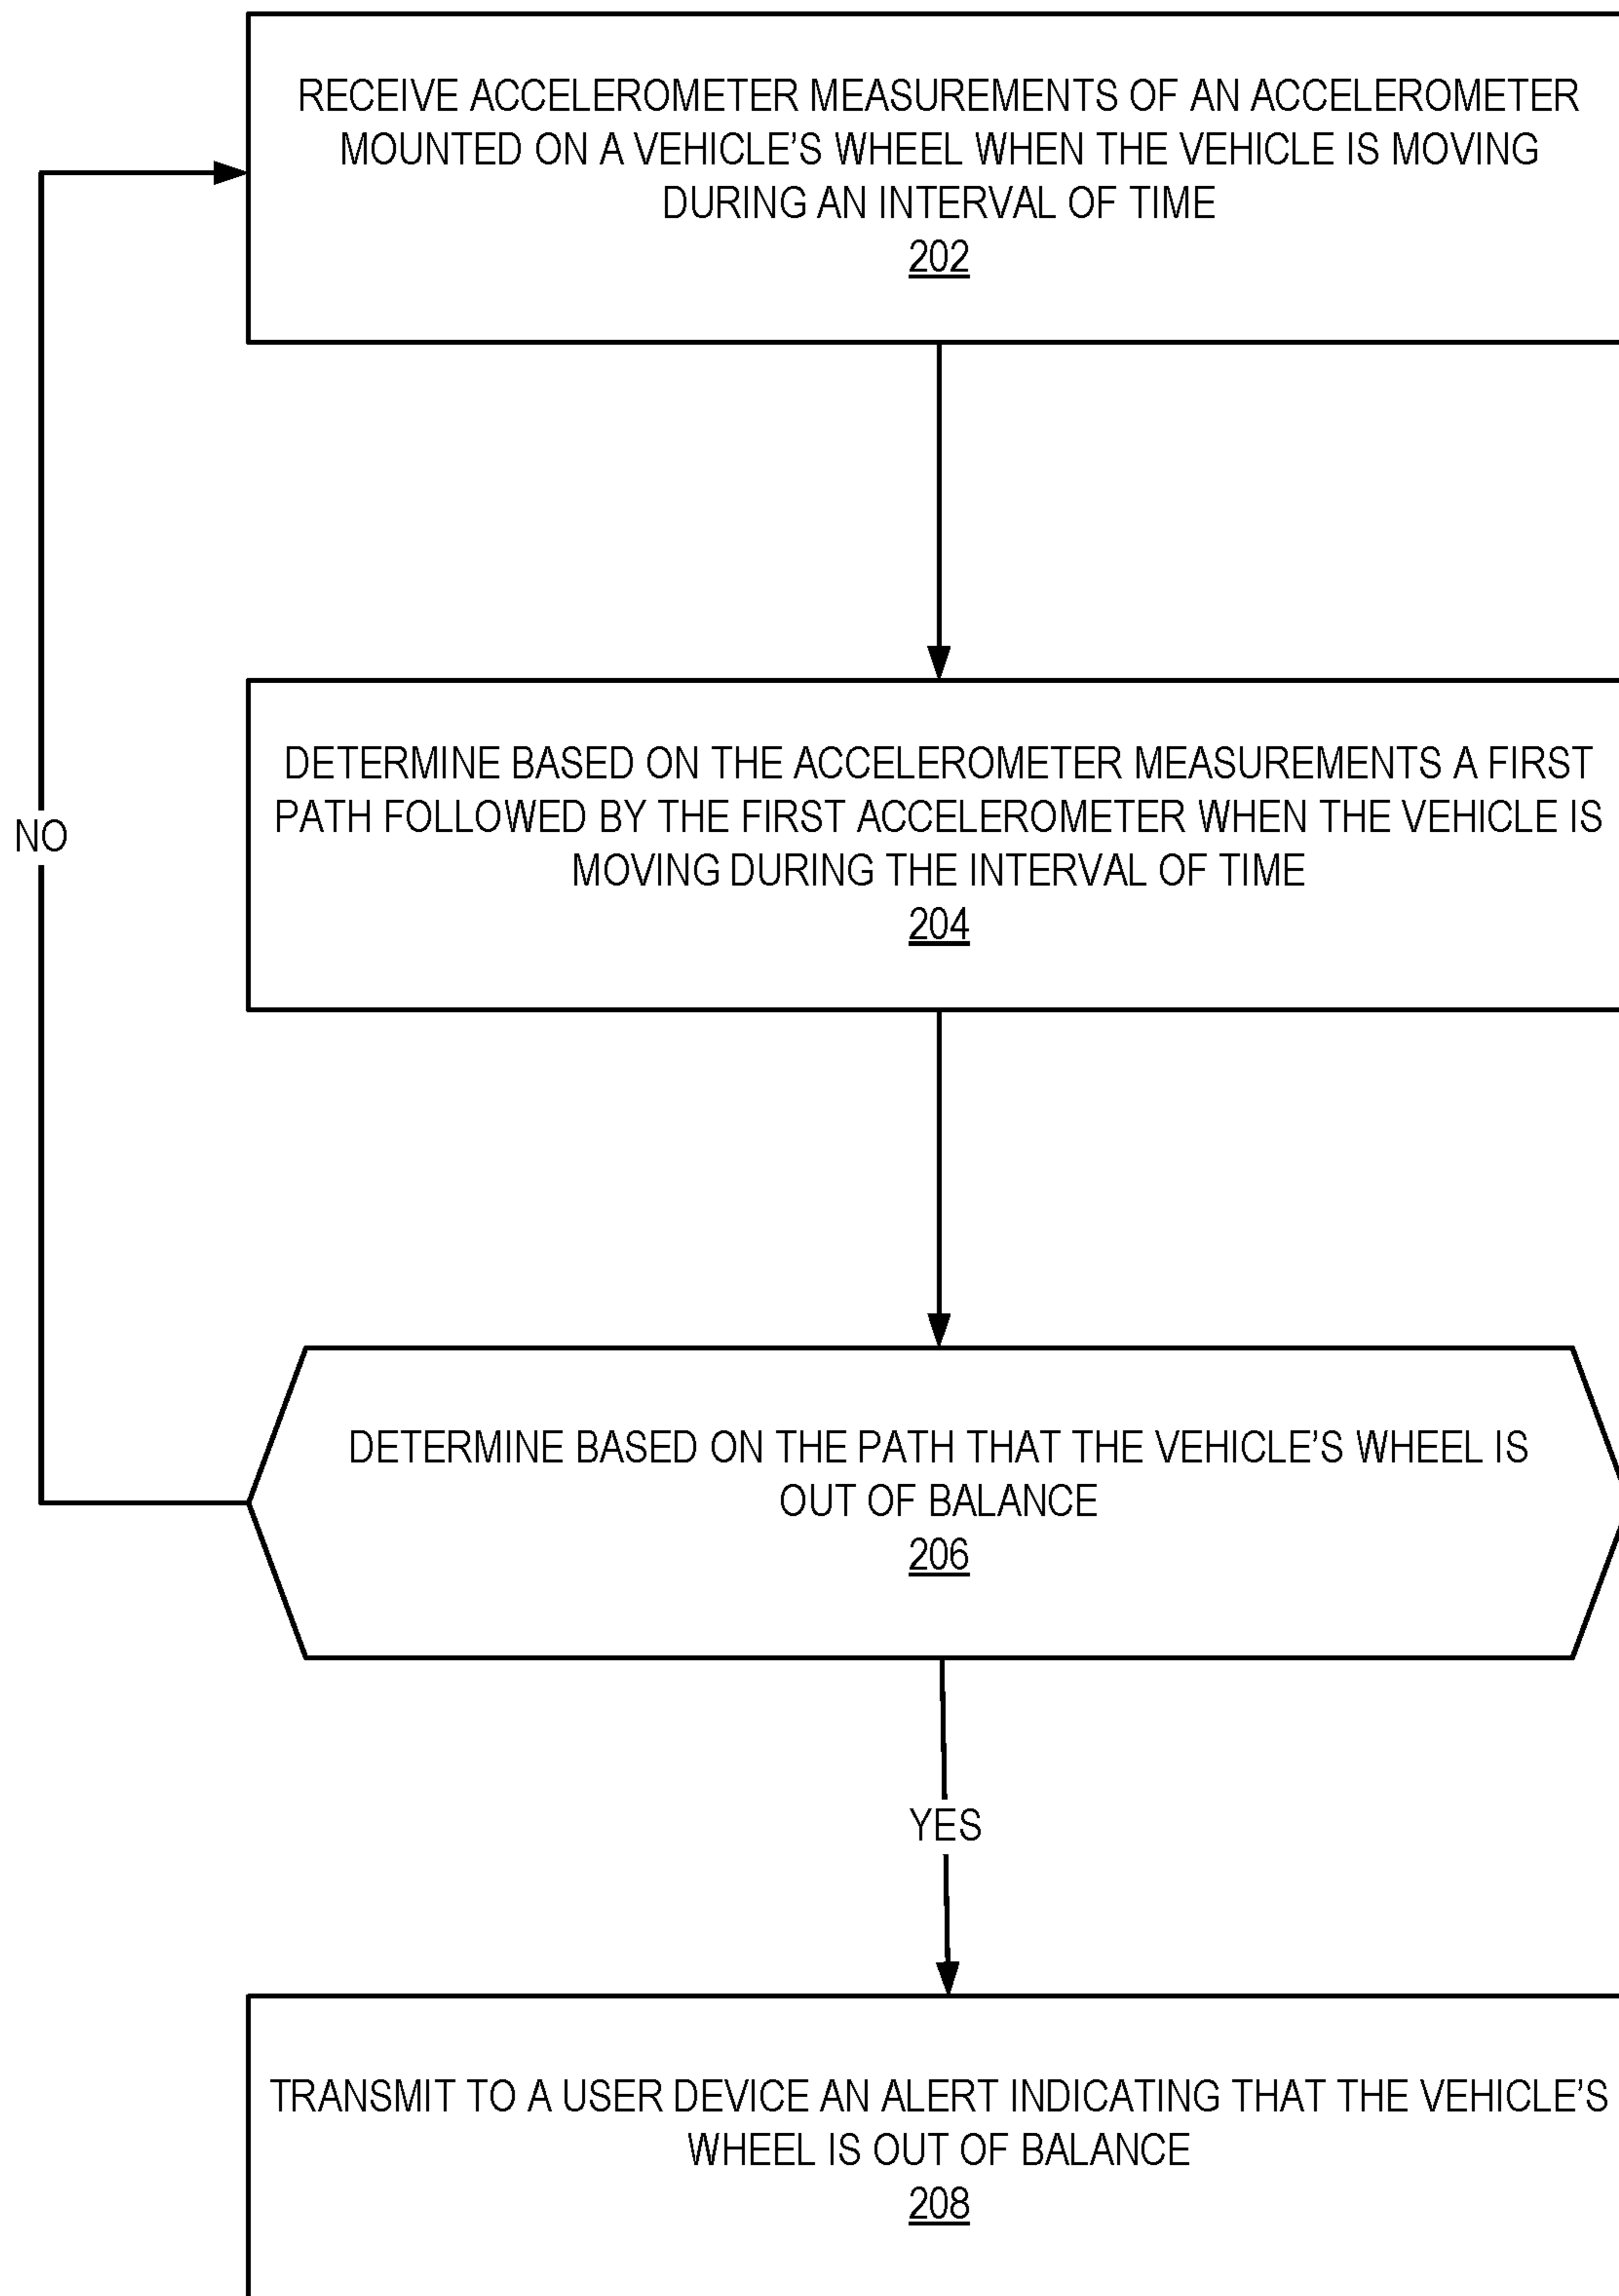 RECEIVE ACCELEROMETER MEASUREMENTS OF AN ACCELEROMETER
MOUNTED ON A VEHICLE'S WHEEL WHEN THE VEHICLE IS MOVING
DURING AN INTERVAL OF TIME
202
DETERMINE BASED ON THE ACCELEROMETER MEASUREMENTS A FIRST
PATH FOLLOWED BY THE FIRST ACCELEROMETER WHEN THE VEHICLE IS
MOVING DURING THE INTERVAL OF TIME
204
NO
DETERMINE BASED ON THE PATH THAT THE VEHICLE'S WHEEL IS
OUT OF BALANCE
206
YES
TRANSMIT TO A USER DEVICE AN ALERT INDICATING THAT THE VEHICLE'S
WHEEL IS OUT OF BALANCE
208